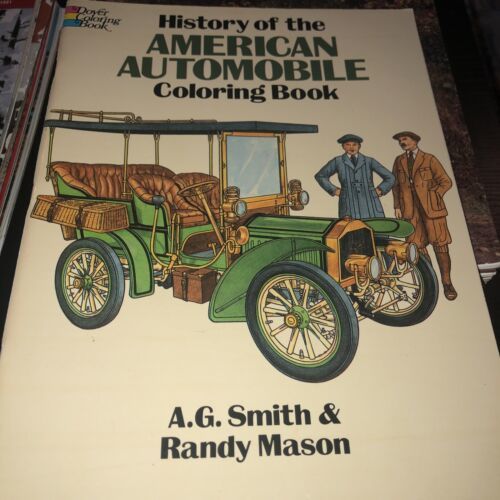 Dover
Coloring
Book
History of the
AMERICAN
AUTOMOBILE
Coloring Book
A.G. Smith &
Randy Mason